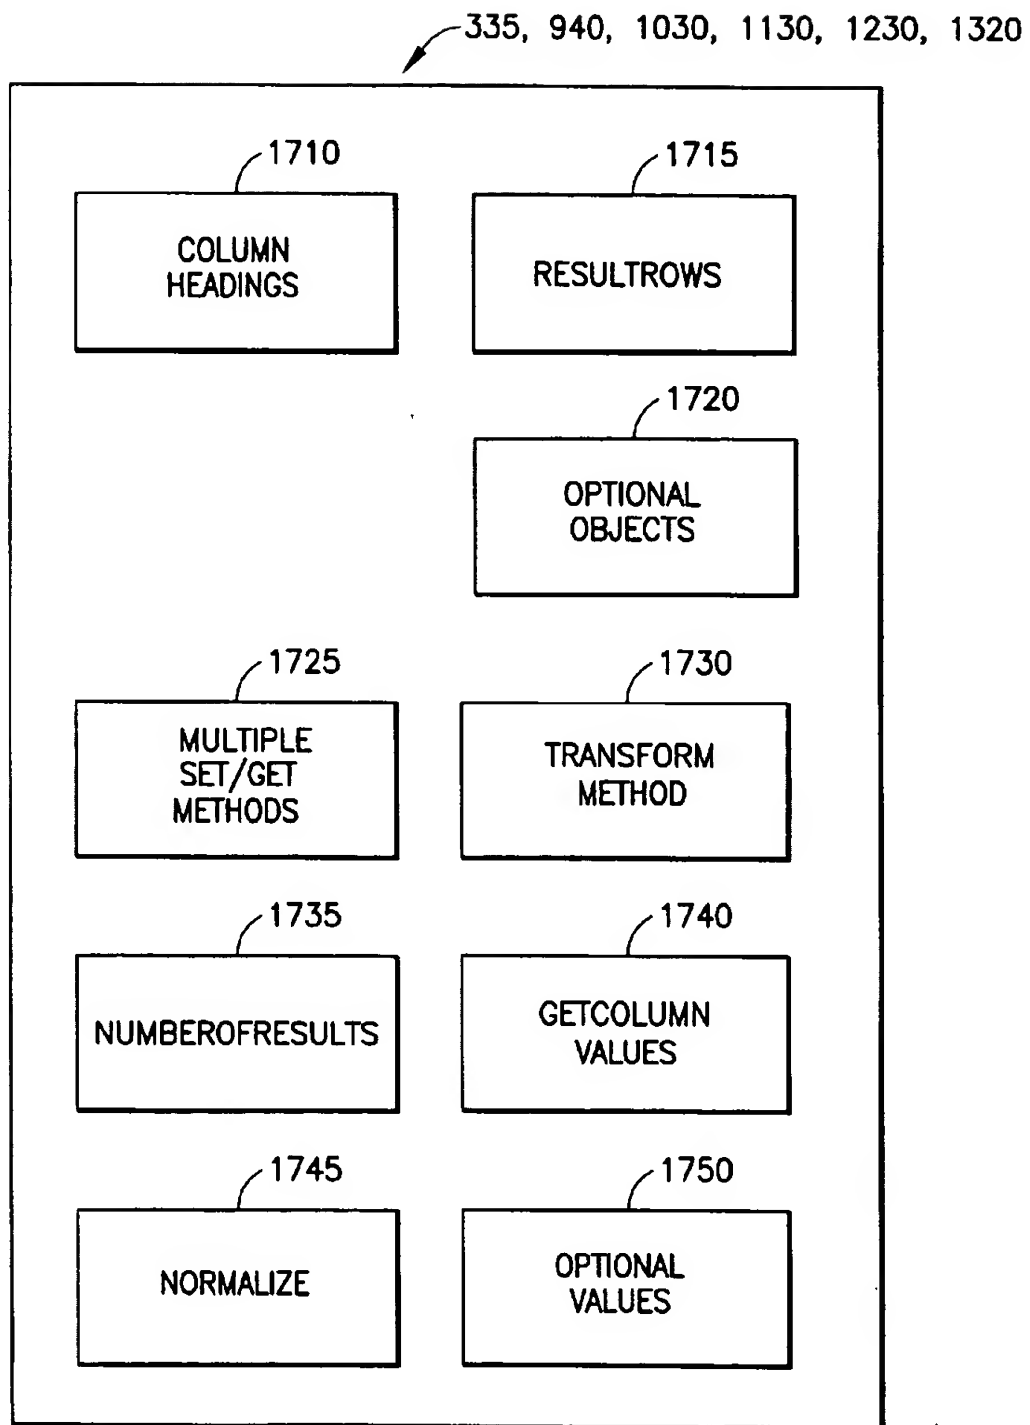 335, 940, 1030, 1130, 1230, 1320
1710
COLUMN
HEADINGS
1715
RESULTROWS
1720
OPTIONAL
OBJECTS
1725
MULTIPLE
SET/GET
METHODS
1730
TRANSFORM
METHOD
1735
NUMBEROFRESULTS
1740
GETCOLUMN
VALUES
1745
NORMALIZE
1750
OPTIONAL
VALUES